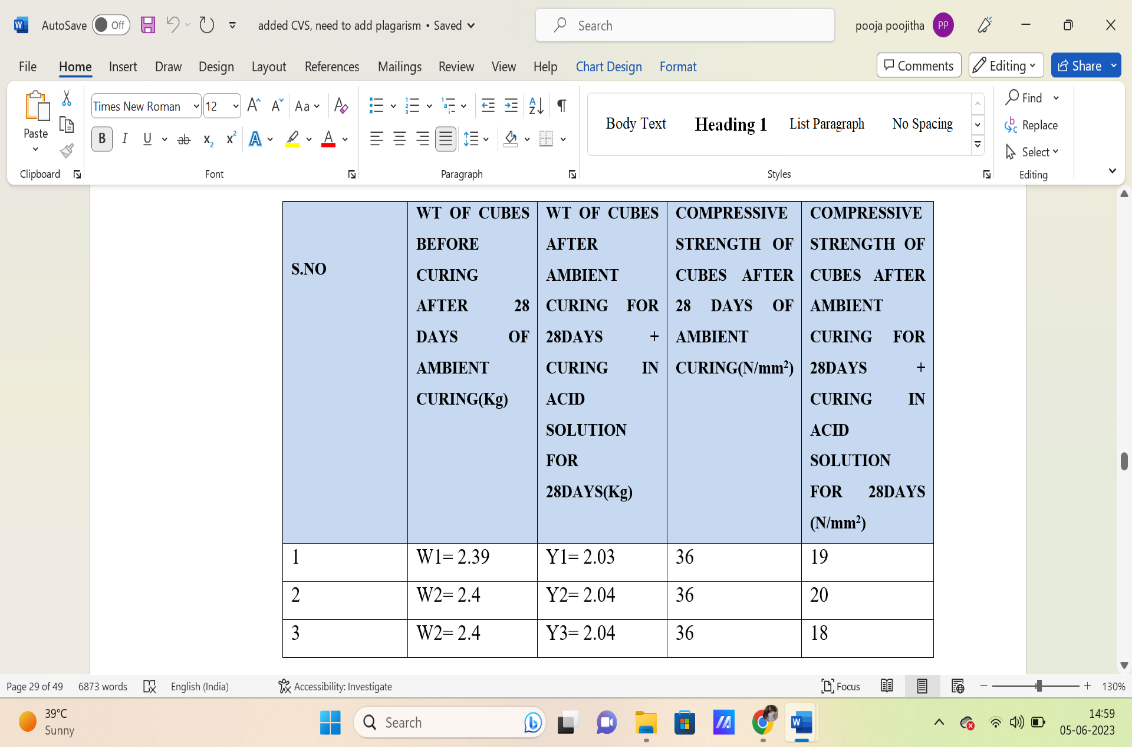 AutoSave Off added CVS, need to add plagarism • Saved Search pooja poojitha PP
File Home Insert Draw Design Layout References Mailings Review View Help Chart Design Format Comments Editing Share
Times New Roman 12 Aa Find
Paste Body Text Heading 1 List Paragraph No Spacing Replace
B I U ab x2 x2 A A Select
Clipboard Font Paragraph Styles Editing
S.NO
WT OF CUBES
BEFORE
CURING
AFTER 28
DAYS OF
AMBIENT
CURING(Kg)
WT OF CUBES
AFTER
AMBIENT
CURING FOR
28DAYS +
CURING IN
ACID
SOLUTION
FOR
28DAYS(Kg)
COMPRESSIVE
STRENGTH OF
CUBES AFTER
28 DAYS OF
AMBIENT
CURING(N/mm²)
COMPRESSIVE
STRENGTH OF
CUBES AFTER
AMBIENT
CURING FOR
28DAYS +
CURING IN
ACID
SOLUTION
FOR 28DAYS
(N/mm²)
1 W1= 2.39 Y1= 2.03 36 19
2 W2= 2.4 Y2= 2.04 36 20
3 W2= 2.4 Y3= 2.04 36 18
Page 29 of 49 6873 words English (India) Accessibility: Investigate Focus 130%
39°C
Sunny
Search
14:59
05-06-2023